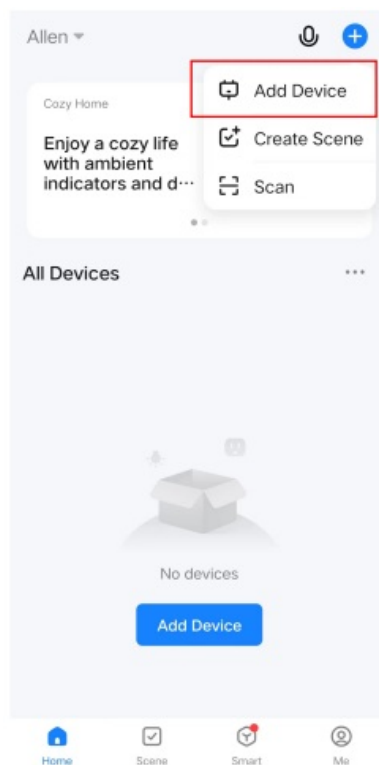 Allen
Add Device
Cozy Home
Create Scene
Enjoy a cozy life
with ambient
indicators and d···
Scan
All Devices
No devices
Add Device
Home
Scene
Smart
Me